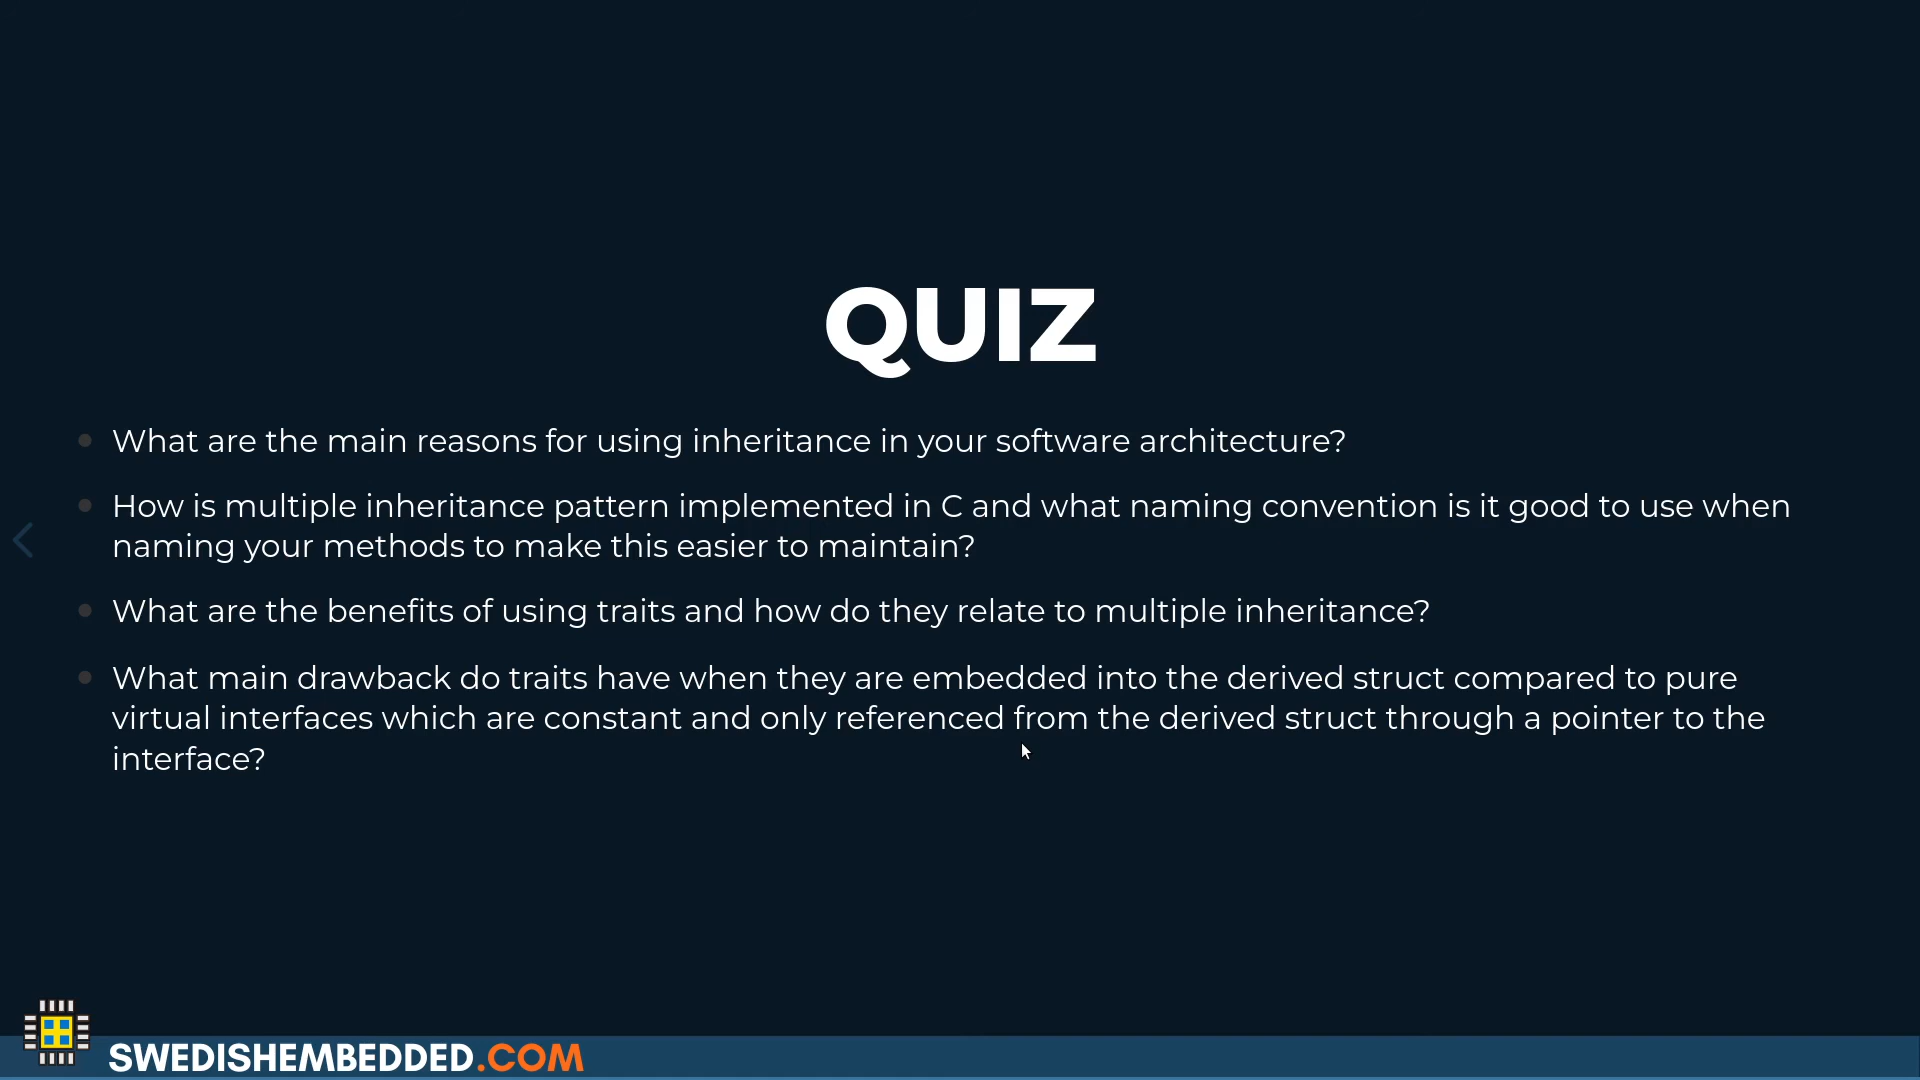 QUIZ
What are the main reasons for using inheritance in your software architecture?
How is multiple inheritance pattern implemented in C and what naming convention is it good to use when
naming your methods to make this easier to maintain?
What are the benefits of using traits and how do they relate to multiple inheritance?
What main drawback do traits have when they are embedded into the derived struct compared to pure
virtual interfaces which are constant and only referenced from the derived struct through a pointer to the
interface?
SWEDISHEMBEDDED.COM